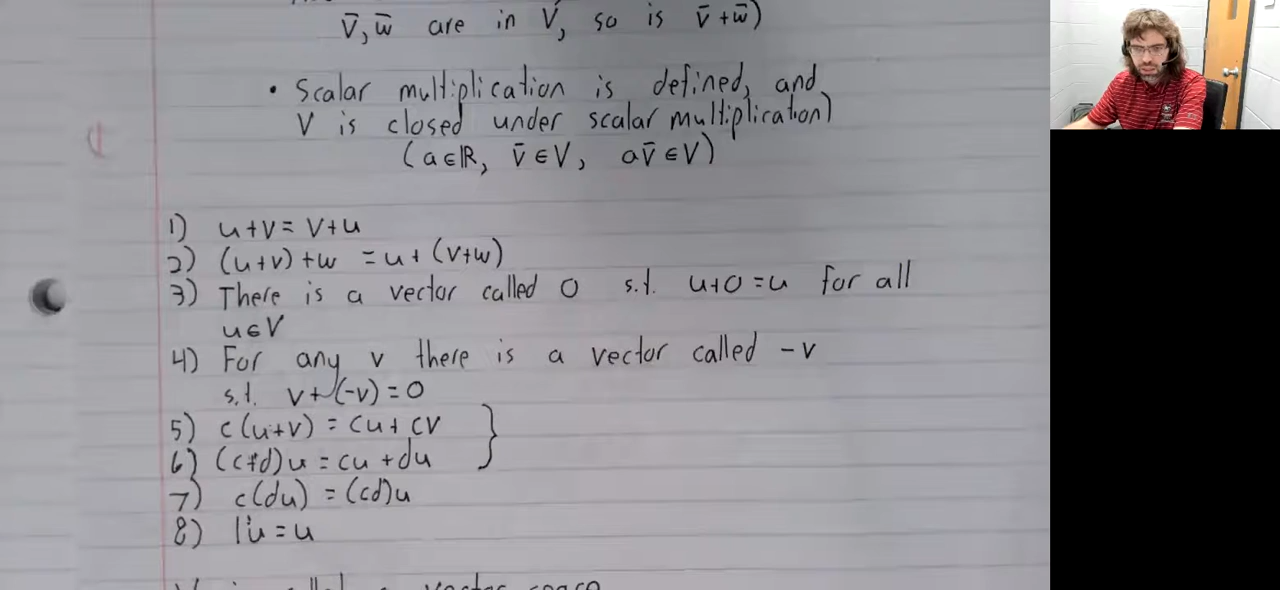 v̄, w̄ are in V, so is v̄ + w̄)
• Scalar multiplication is defined, and
V is closed under scalar multiplication)
(a∈ℝ, v̄∈V, av̄∈V)
1) u+v = v+u
2) (u+v)+w = u+(v+w)
3) There is a vector called 0 s.t. u+0=u for all
u∈V
4) For any v there is a vector called -v
s.t. v+(-v)=0
5) c(u+v) = cu+cv }
6) (c+d)u = cu+du
7) c(du) = (cd)u
8) 1u = u
a vector space